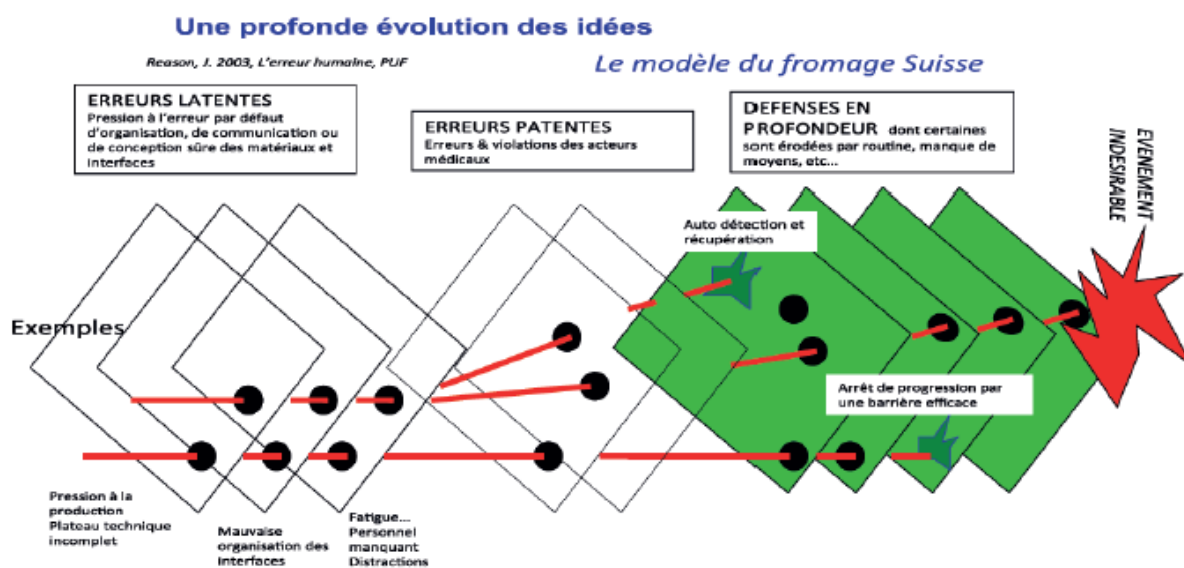 Une profonde évolution des idées
Reason, J. 2003, L'erreur humaine, PUF
Le modèle du fromage Suisse
ERREURS LATENTES
Pression à l'erreur par défaut
d'organisation, de communication ou
de conception sûre des matériaux et
interfaces
ERREURS PATENTES
Erreurs & violations des acteurs
médicaux
DEFENSES EN
PROFONDEUR dont certaines
sont érodées par routine, manque de
moyens, etc...
EVENEMENT
INDESIRABLE
Auto détection et
récupération
Exemples
Arrêt de progression par
une barrière efficace
Pression à la
production
Plateau technique
incomplet
Mauvaise
organisation des
interfaces
Fatigue...
Personnel
manquant
Distractions